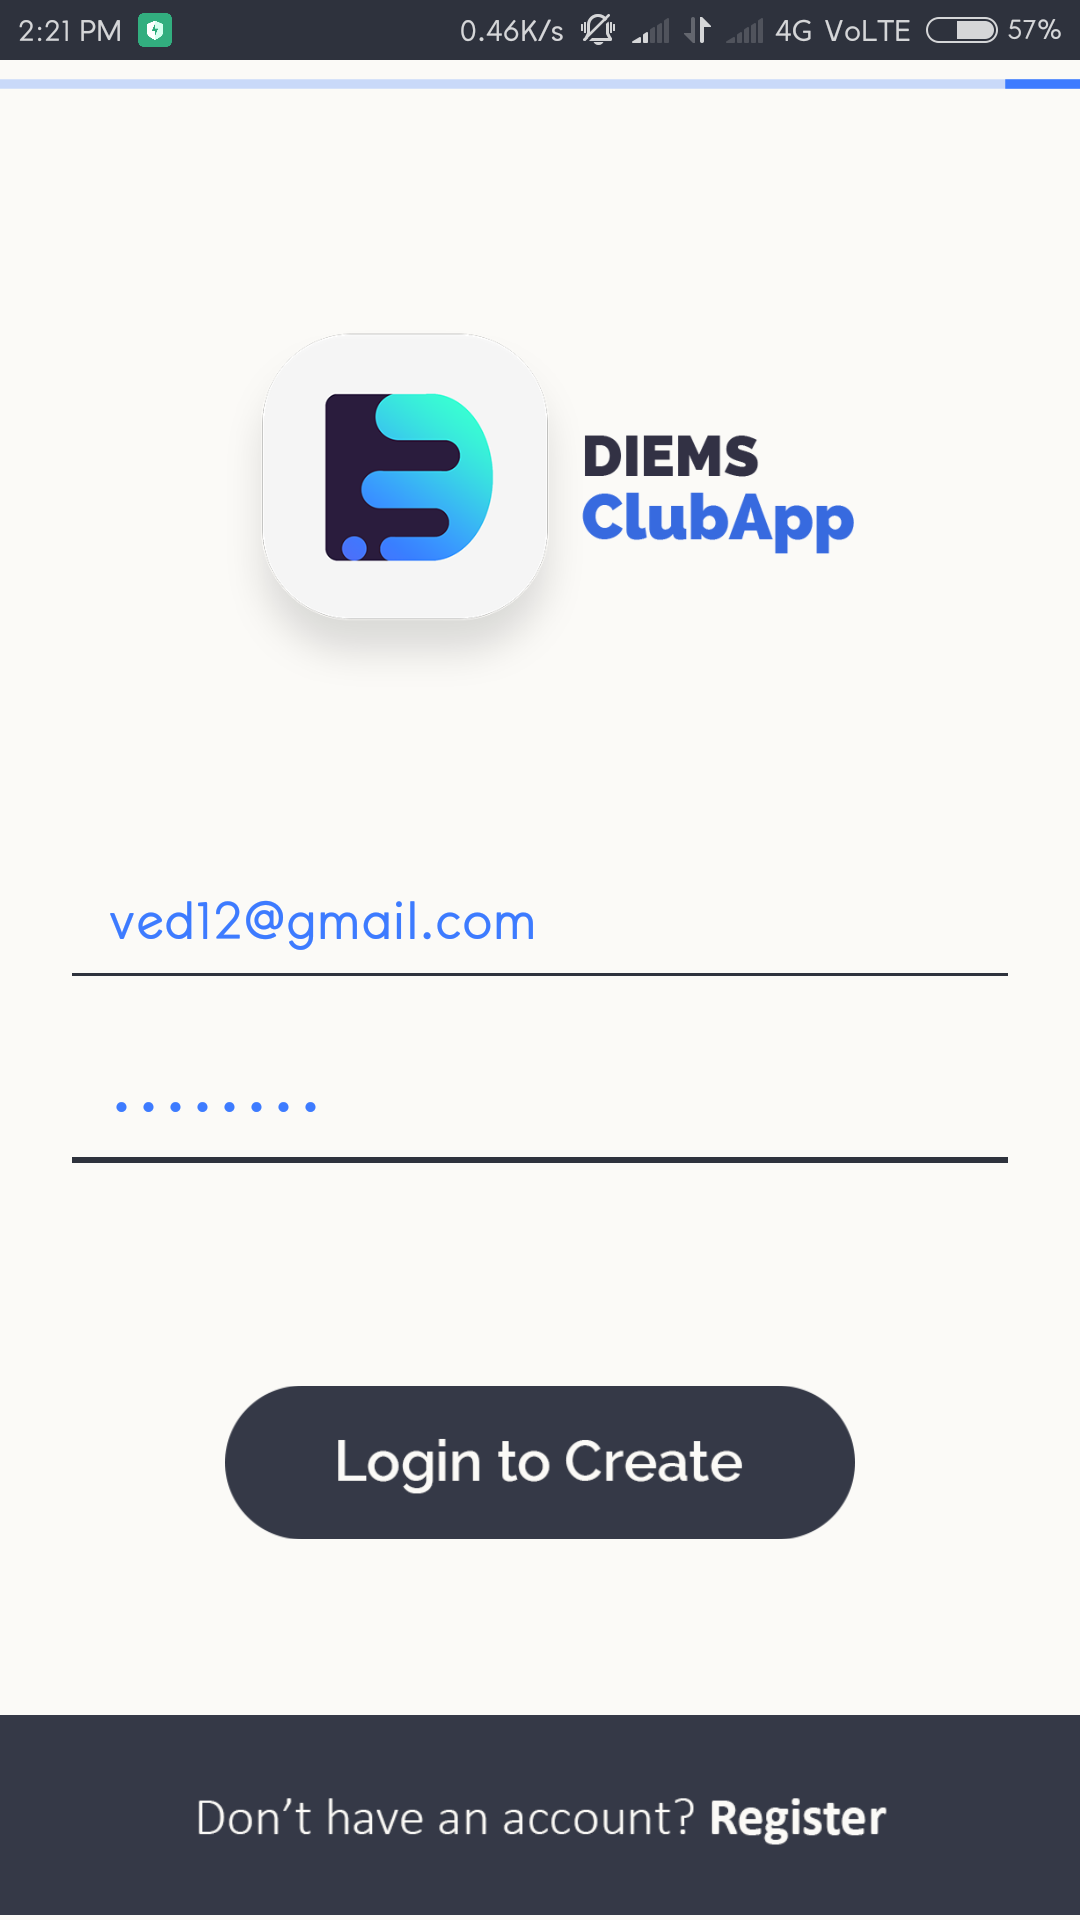 2:21 PM 0.46K/s 4G VoLTE 57%
DIEMS
ClubApp
ved12@gmail.com
••••••••
Login to Create
Don't have an account? Register